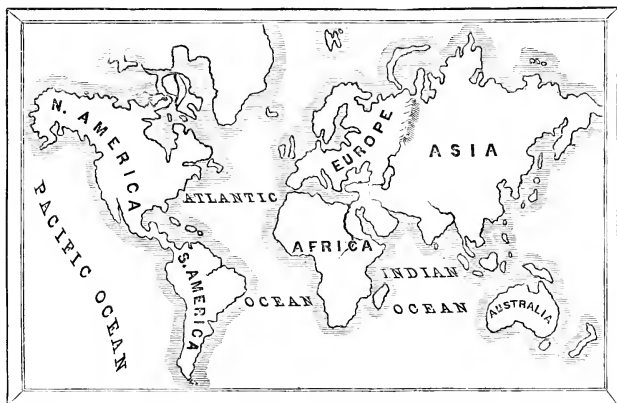 N. AMERICA
EUROPE
ASIA
PACIFIC OCEAN
ATLANTIC
AFRICA
S. AMERICA
INDIAN
OCEAN
OCEAN
AUSTRALIA